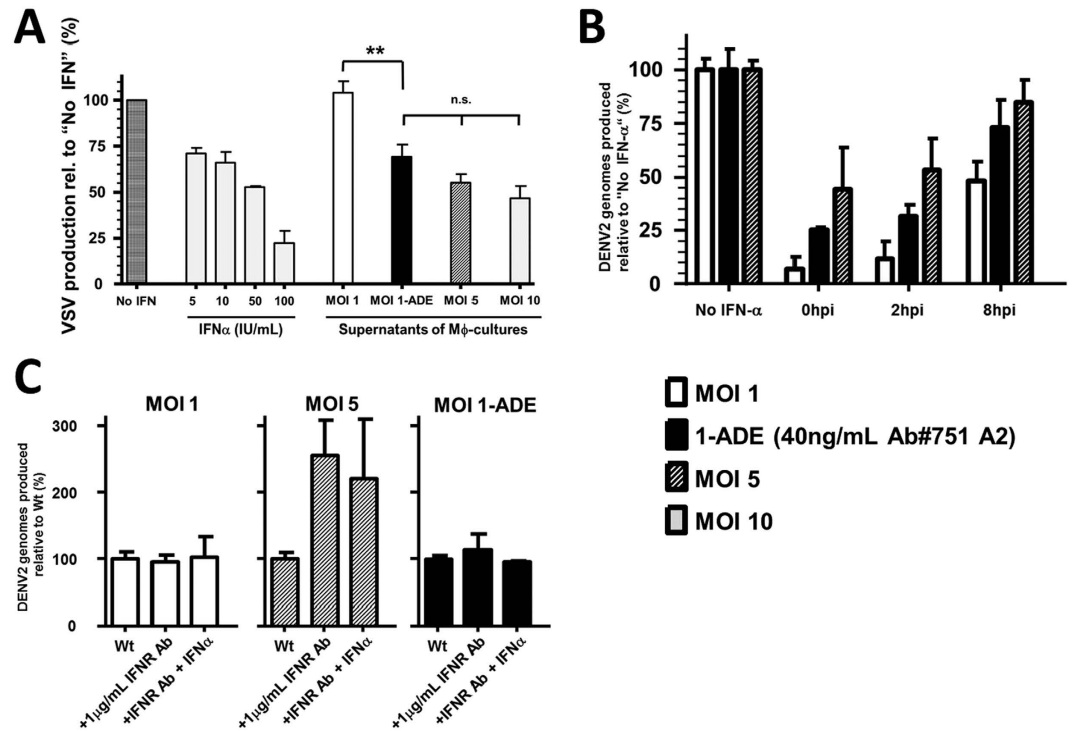 A
VSV production rel. to “No IFN” (%)
100
75
50
25
0
**
n.s.
No IFN
5
10
50
100
MOI 1
MOI 1-ADE
MOI 5
MOI 10
IFNα (IU/mL)
Supernatants of Mϕ-cultures
B
DENV2 genomes produced
relative to "No IFN-α“ (%)
100
75
50
25
0
No IFN-α
0hpi
2hpi
8hpi
MOI 1
1-ADE (40ng/mL Ab#751 A2)
MOI 5
MOI 10
C
DENV2 genomes produced
relative to Wt (%)
300
200
100
0
MOI 1
Wt
+1µg/mL IFNR Ab
+IFNR Ab + IFNα
MOI 5
Wt
+1µg/mL IFNR Ab
+IFNR Ab + IFNα
MOI 1-ADE
Wt
+1µg/mL IFNR Ab
+IFNR Ab + IFNα